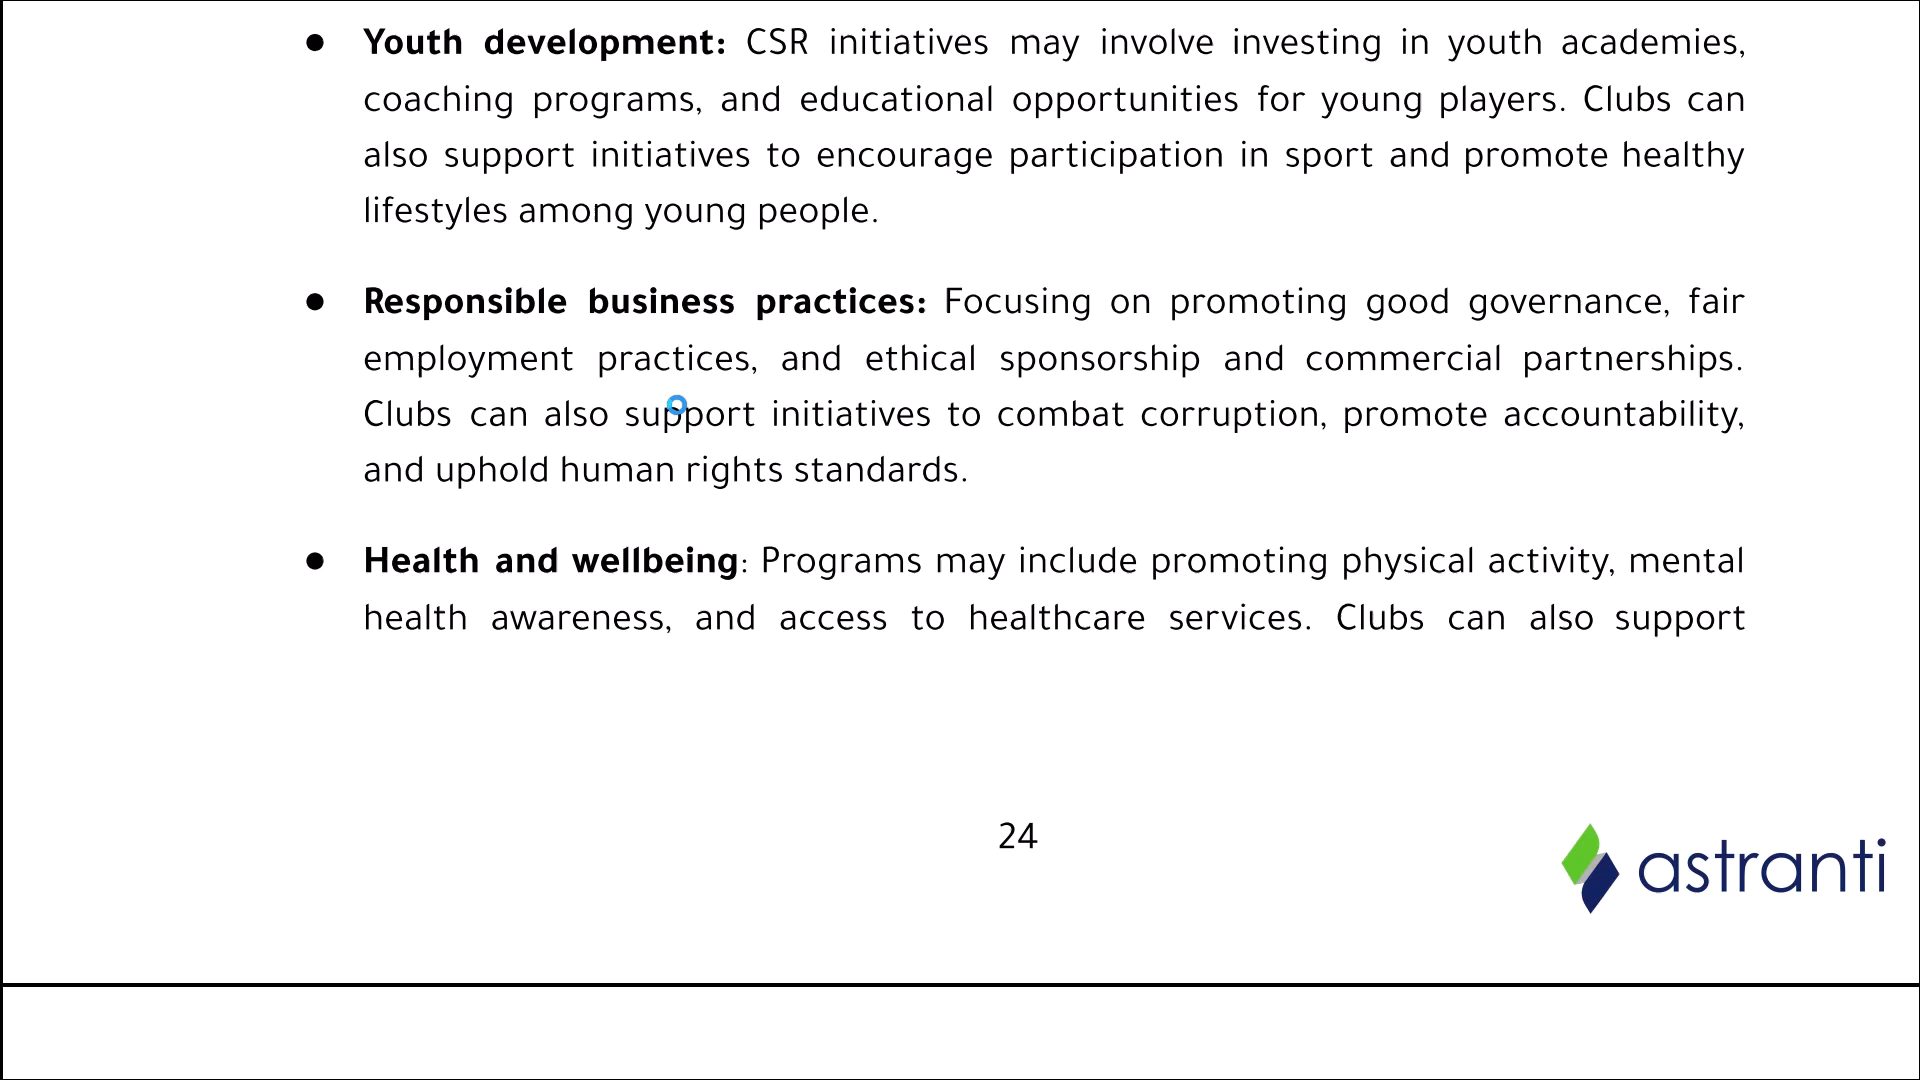 ● Youth development: CSR initiatives may involve investing in youth academies,
coaching programs, and educational opportunities for young players. Clubs can
also support initiatives to encourage participation in sport and promote healthy
lifestyles among young people.
● Responsible business practices: Focusing on promoting good governance, fair
employment practices, and ethical sponsorship and commercial partnerships.
Clubs can also support initiatives to combat corruption, promote accountability,
and uphold human rights standards.
● Health and wellbeing: Programs may include promoting physical activity, mental
health awareness, and access to healthcare services. Clubs can also support
24
astranti